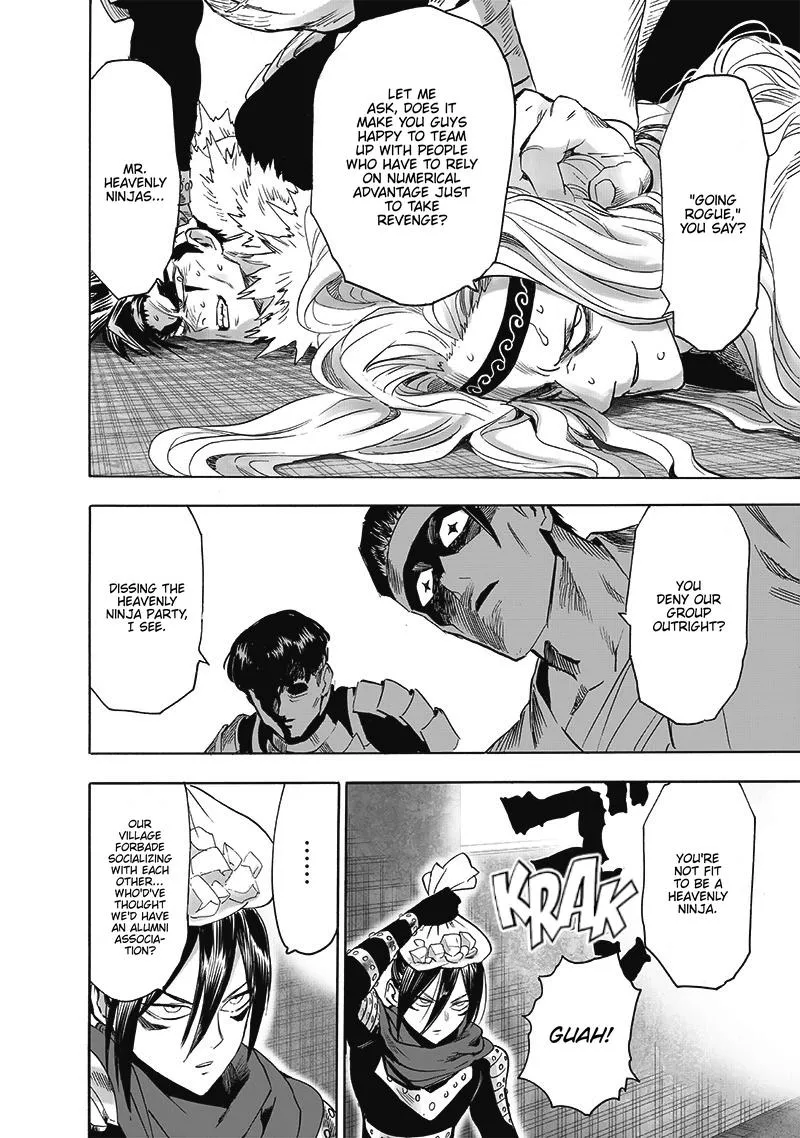 "GOING
ROGUE,"
YOU SAY?
LET ME
ASK, DOES IT
MAKE YOU GUYS
HAPPY TO TEAM
UP WITH PEOPLE
WHO HAVE TO RELY
ON NUMERICAL
ADVANTAGE JUST
TO TAKE
REVENGE?
MR.
HEAVENLY
NINJAS...
YOU
DENY OUR
GROUP
OUTRIGHT?
DISSING THE
HEAVENLY
NINJA PARTY,
I SEE.
YOU'RE
NOT FIT
TO BE A
HEAVENLY
NINJA.
KRAK
GUAH!
......
OUR
VILLAGE
FORBADE
SOCIALIZING
WITH EACH
OTHER...
WHO'D'VE
THOUGHT
WE'D HAVE
AN ALUMNI
ASSOCIA-
TION?